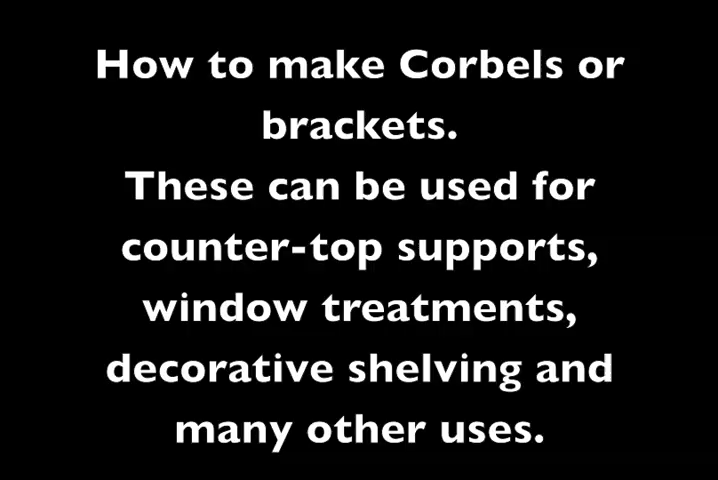 How to make Corbels or
brackets.
These can be used for
counter-top supports,
window treatments,
decorative shelving and
many other uses.